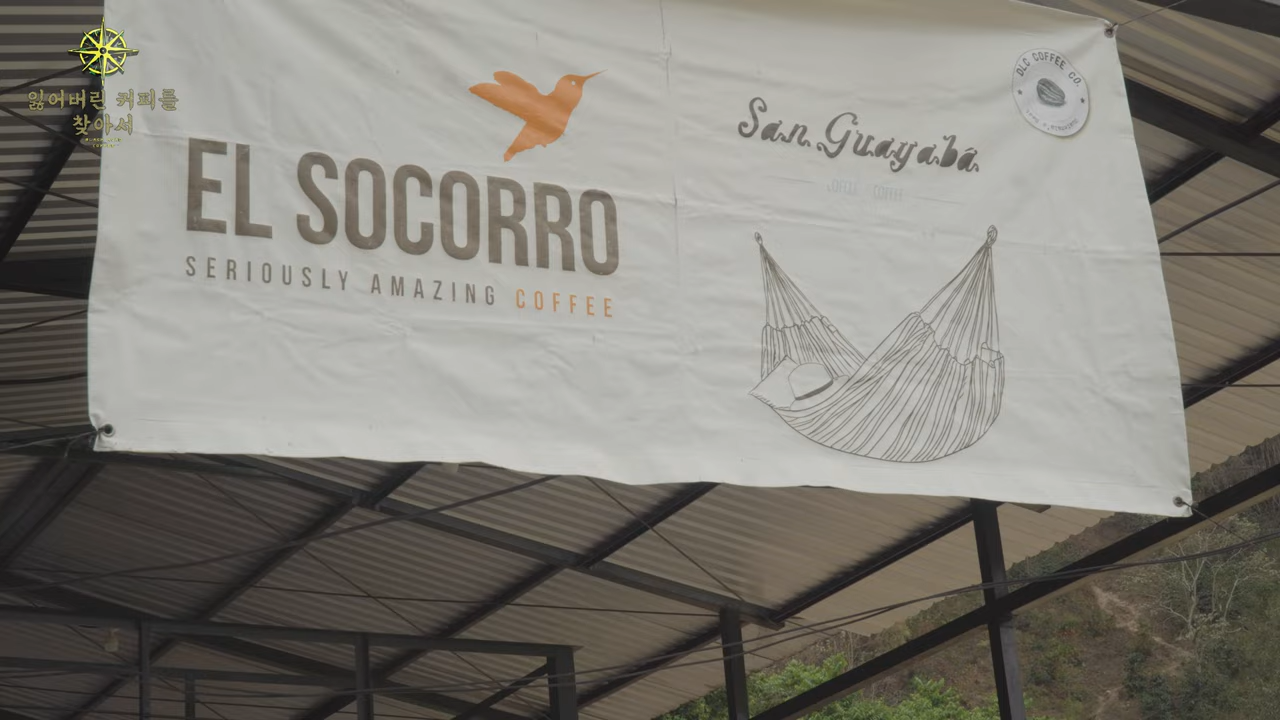 잃어버린 커피를
찾아서
EL SOCORRO
SERIOUSLY AMAZING COFFEE
San Guayaba
COFFEE
DLC COFFEE CO.